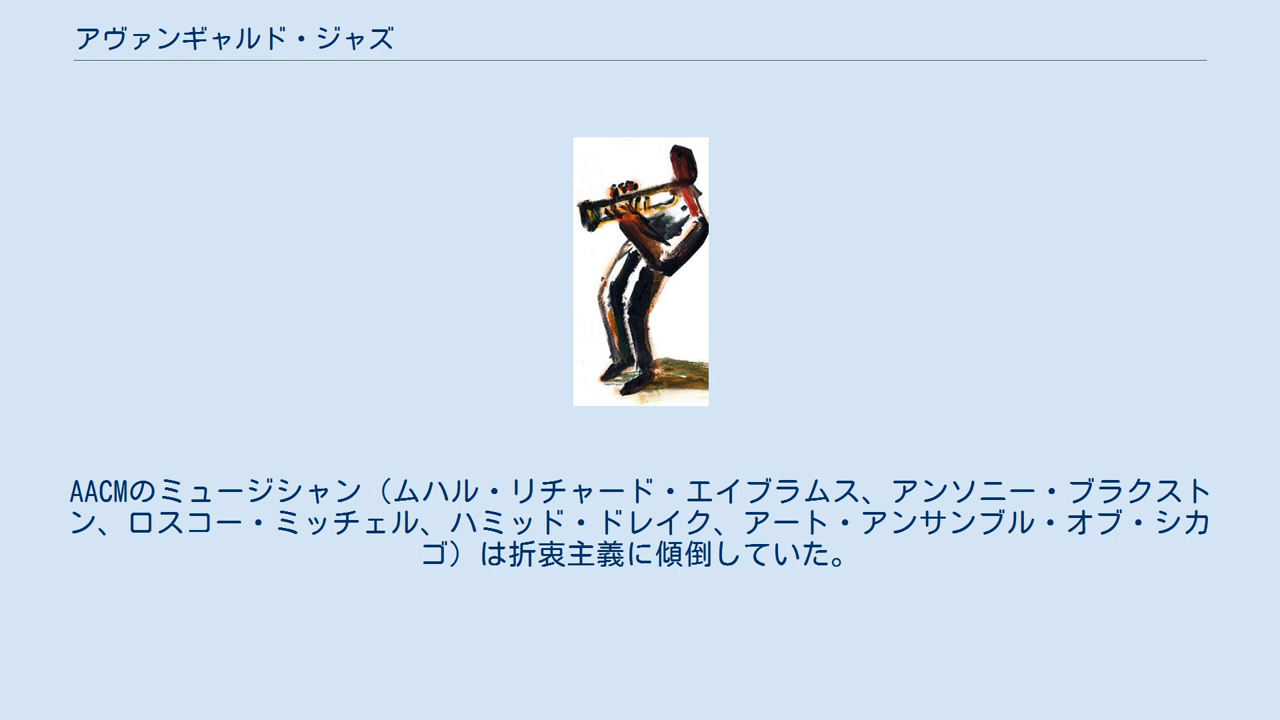 アヴァンギャルド・ジャズ
AACMのミュージシャン（ムハル・リチャード・エイブラムス、アンソニー・ブラクスト
ン、ロスコー・ミッチェル、ハミッド・ドレイク、アート・アンサンブル・オブ・シカ
ゴ）は折衷主義に傾倒していた。